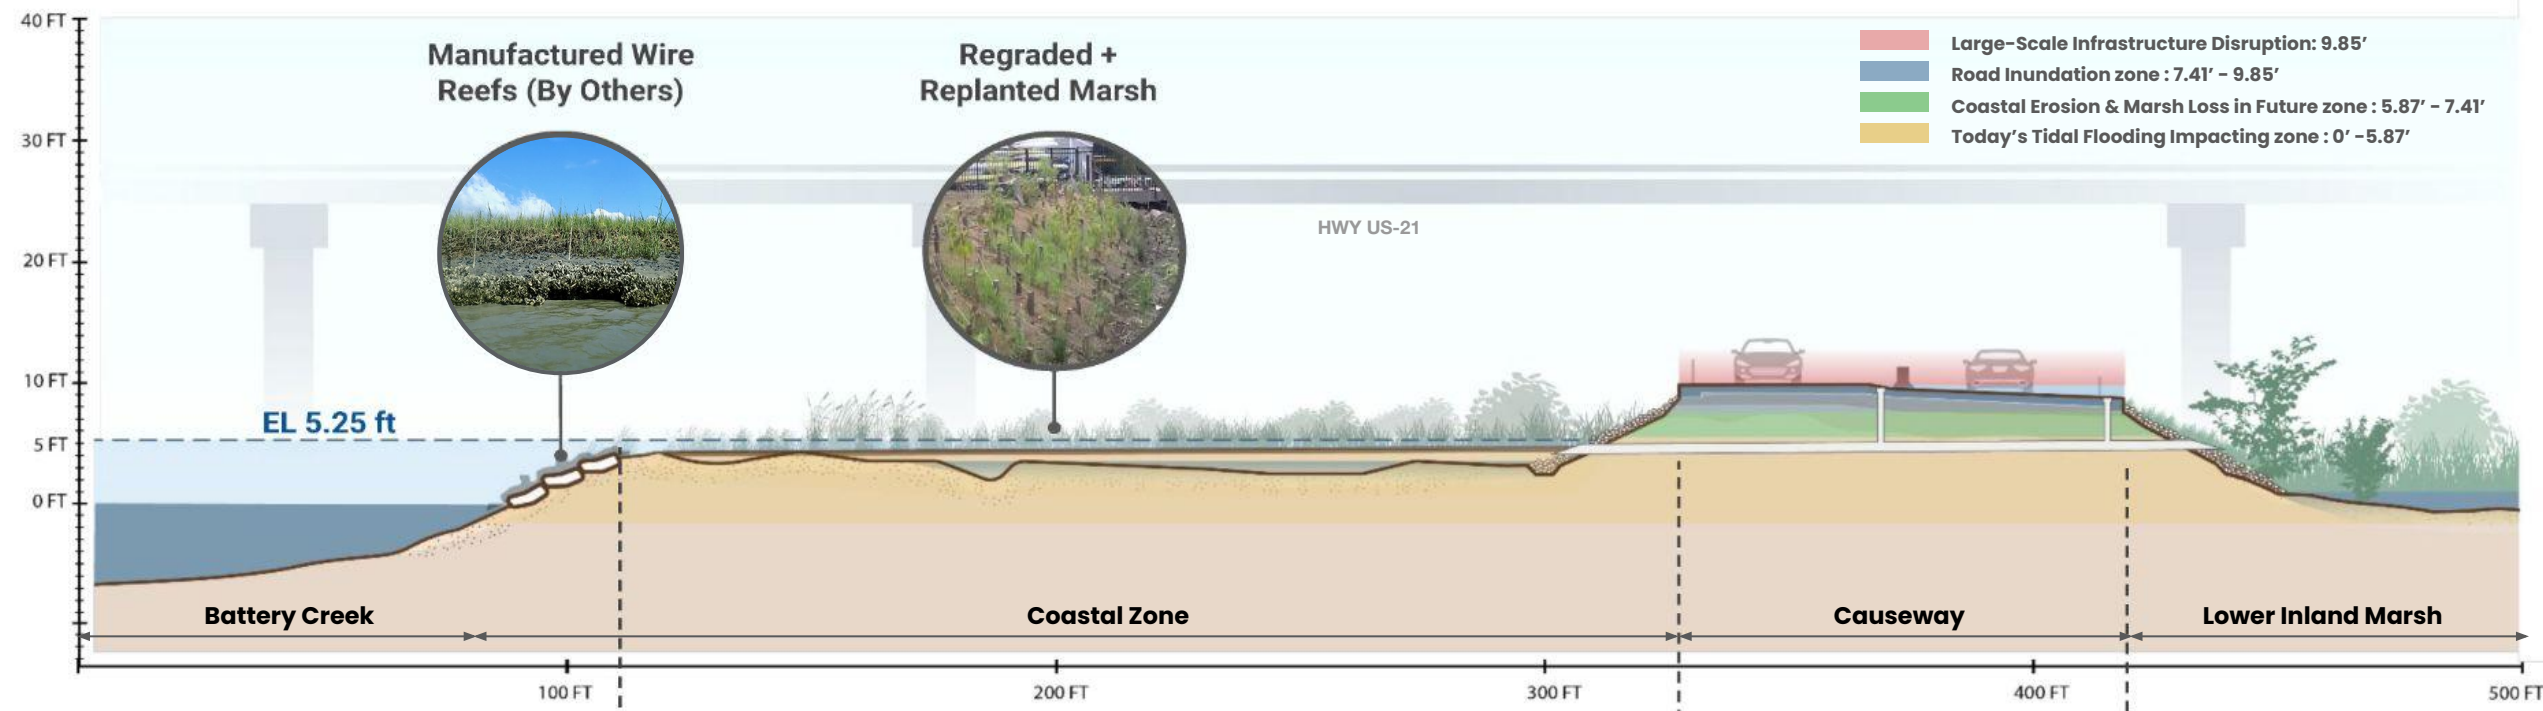 40 FT
30 FT
20 FT
10 FT
5 FT
0 FT
Manufactured Wire
Reefs (By Others)
Regraded +
Replanted Marsh
Large-Scale Infrastructure Disruption: 9.85’
Road Inundation zone : 7.41’ - 9.85’
Coastal Erosion & Marsh Loss in Future zone : 5.87’ - 7.41’
Today’s Tidal Flooding Impacting zone : 0’ -5.87’
HWY US-21
EL 5.25 ft
Battery Creek
Coastal Zone
Causeway
Lower Inland Marsh
100 FT
200 FT
300 FT
400 FT
500 FT